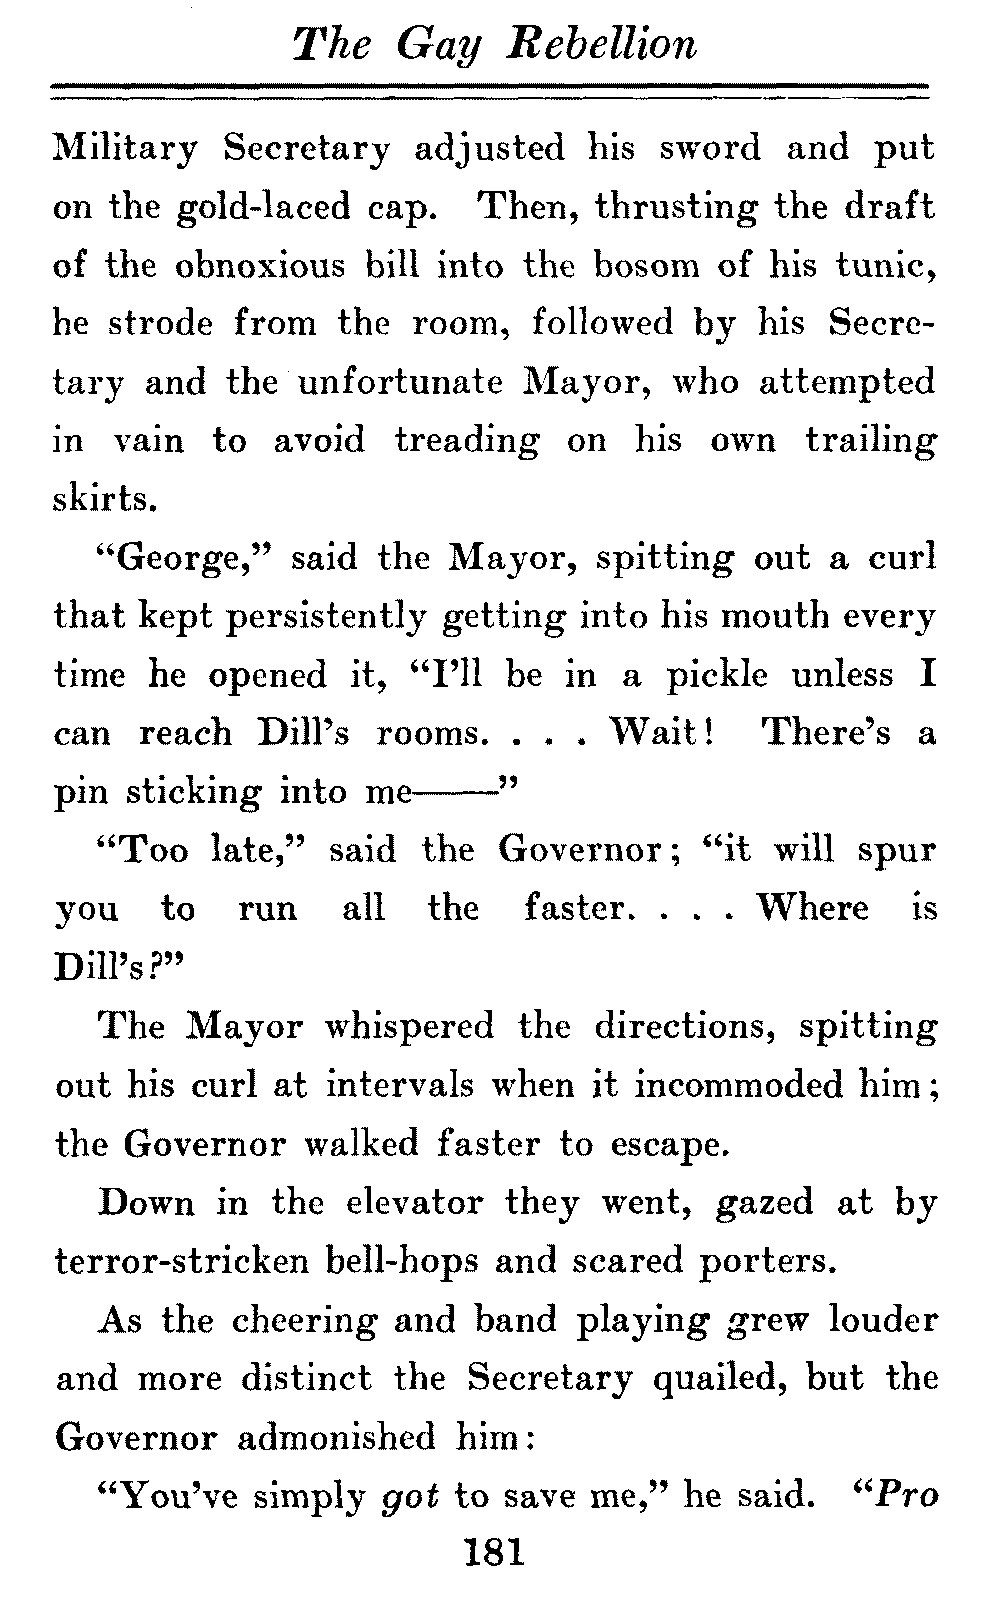 The Gay Rebellion
Military Secretary adjusted his sword and put
on the gold-laced cap. Then, thrusting the draft
of the obnoxious bill into the bosom of his tunic,
he strode from the room, followed by his Secre-
tary and the unfortunate Mayor, who attempted
in vain to avoid treading on his own trailing
skirts.
“George,” said the Mayor, spitting out a curl
that kept persistently getting into his mouth every
time he opened it, “I’ll be in a pickle unless I
can reach Dill’s rooms. . . . Wait! There’s a
pin sticking into me——”
“Too late,” said the Governor; “it will spur
you to run all the faster. . . . Where is
Dill’s?”
The Mayor whispered the directions, spitting
out his curl at intervals when it incommoded him;
the Governor walked faster to escape.
Down in the elevator they went, gazed at by
terror-stricken bell-hops and scared porters.
As the cheering and band playing grew louder
and more distinct the Secretary quailed, but the
Governor admonished him:
“You’ve simply got to save me,” he said. “Pro
181